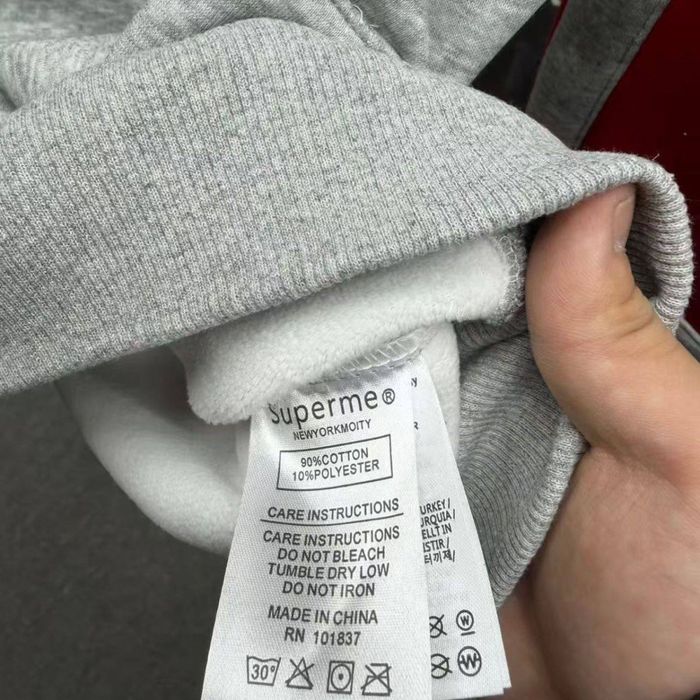 Superme®
NEWYORKMOITY
90%COTTON
10%POLYESTER
CARE INSTRUCTIONS
CARE INSTRUCTIONS
DO NOT BLEACH
TUMBLE DRY LOW
DO NOT IRON
MADE IN CHINA
RN 101837
30°